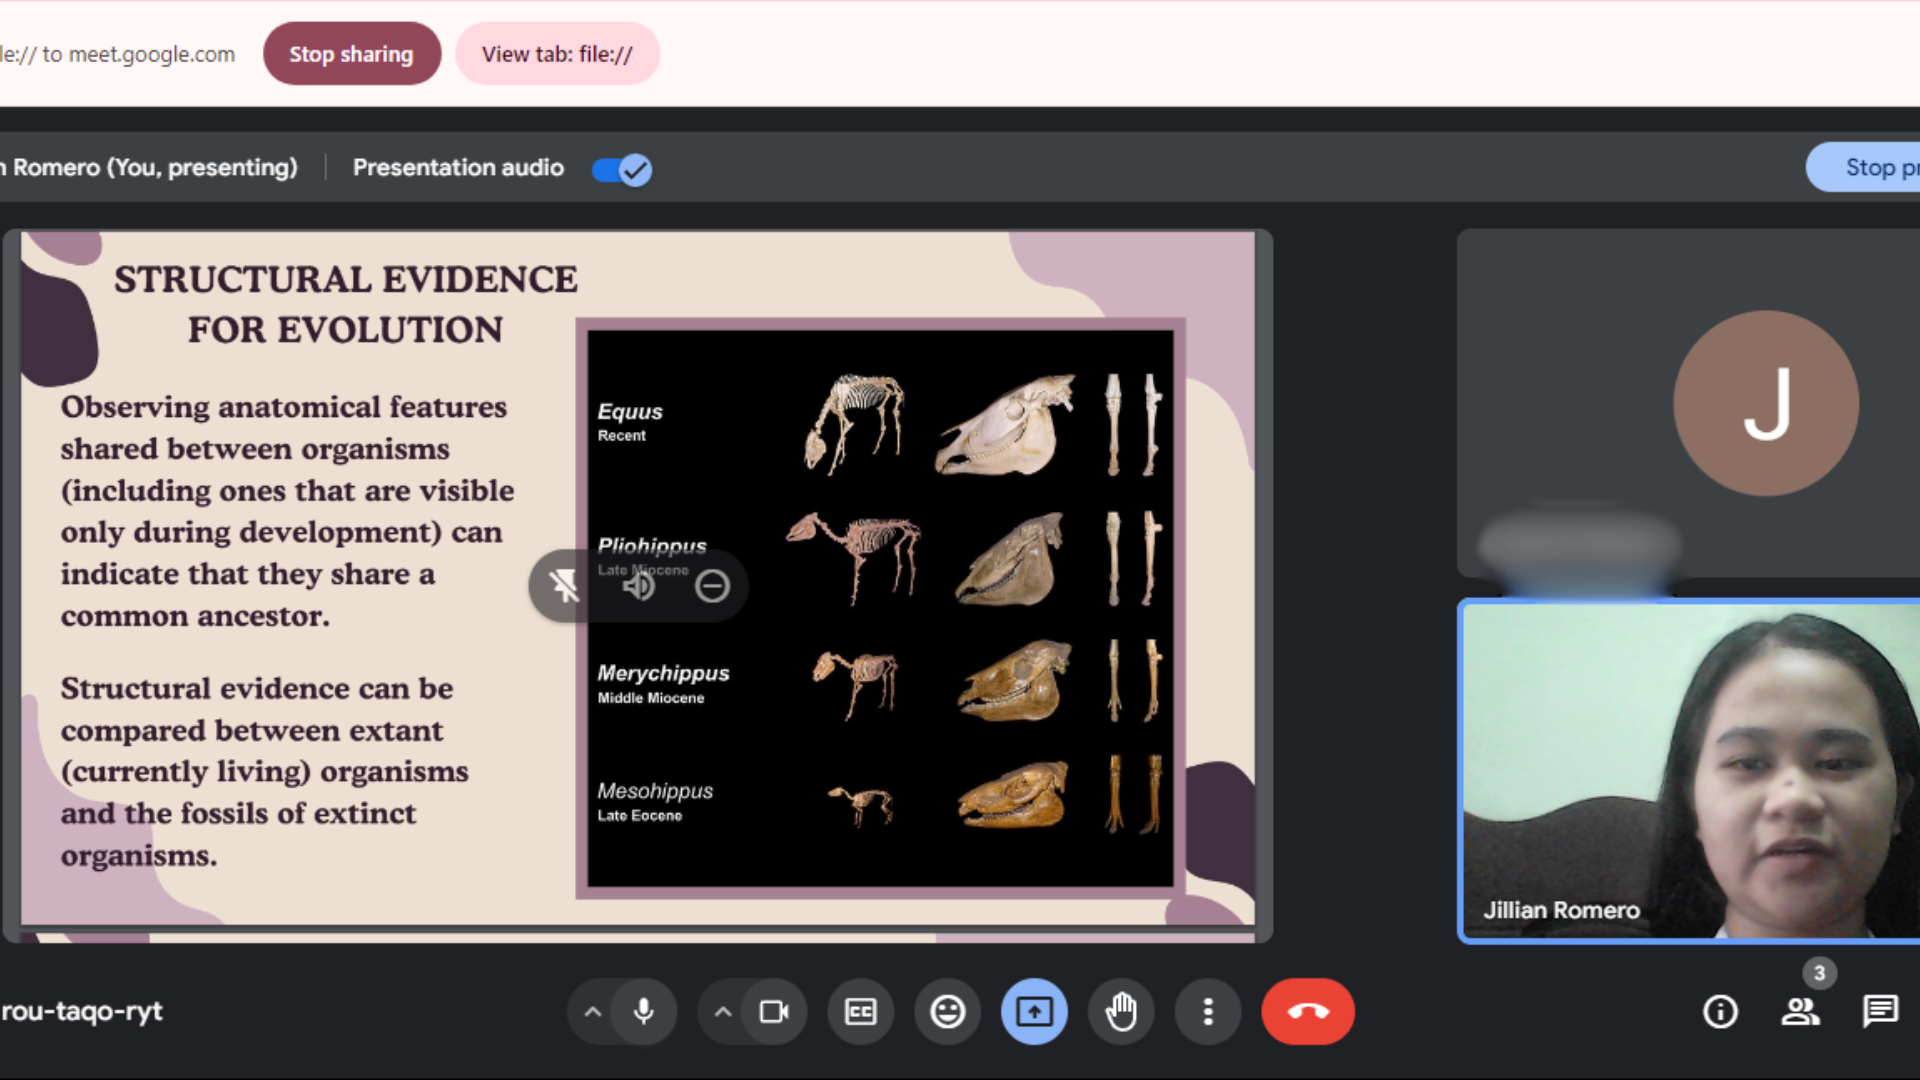 le:// to meet.google.com
Stop sharing
View tab: file://
n Romero (You, presenting)
Presentation audio
Stop pr
STRUCTURAL EVIDENCE
FOR EVOLUTION
Observing anatomical features
shared between organisms
(including ones that are visible
only during development) can
indicate that they share a
common ancestor.
Structural evidence can be
compared between extant
(currently living) organisms
and the fossils of extinct
organisms.
Equus
Recent
Pliohippus
Late Miocene
Merychippus
Middle Miocene
Mesohippus
Late Eocene
J
Jillian Romero
rou-taqo-ryt
CC
3